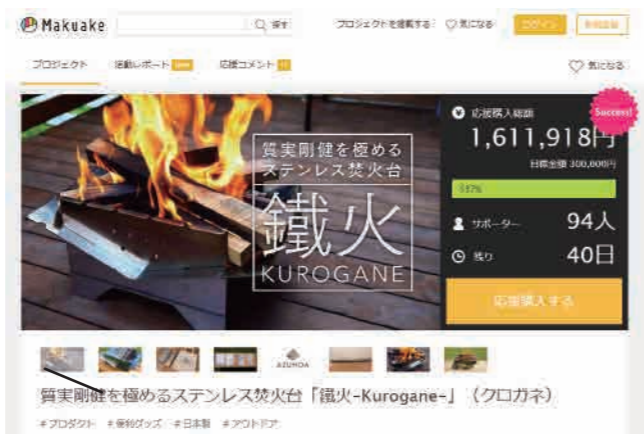 Makuake
探す
プロジェクトを掲載する
気になる
ログイン
新規登録
プロジェクト
活動レポート
応援コメント
気になる
質実剛健を極める
ステンレス焚火台
鐵火
KUROGANE
応援購入総額
Success!
1,611,918円
目標金額 300,000円
537%
サポーター
94人
残り
40日
応援購入する
AZUMOA
質実剛健を極めるステンレス焚火台「鐵火-Kurogane-」（クロガネ）
#プロダクト #便利グッズ #日本製 #アウトドア